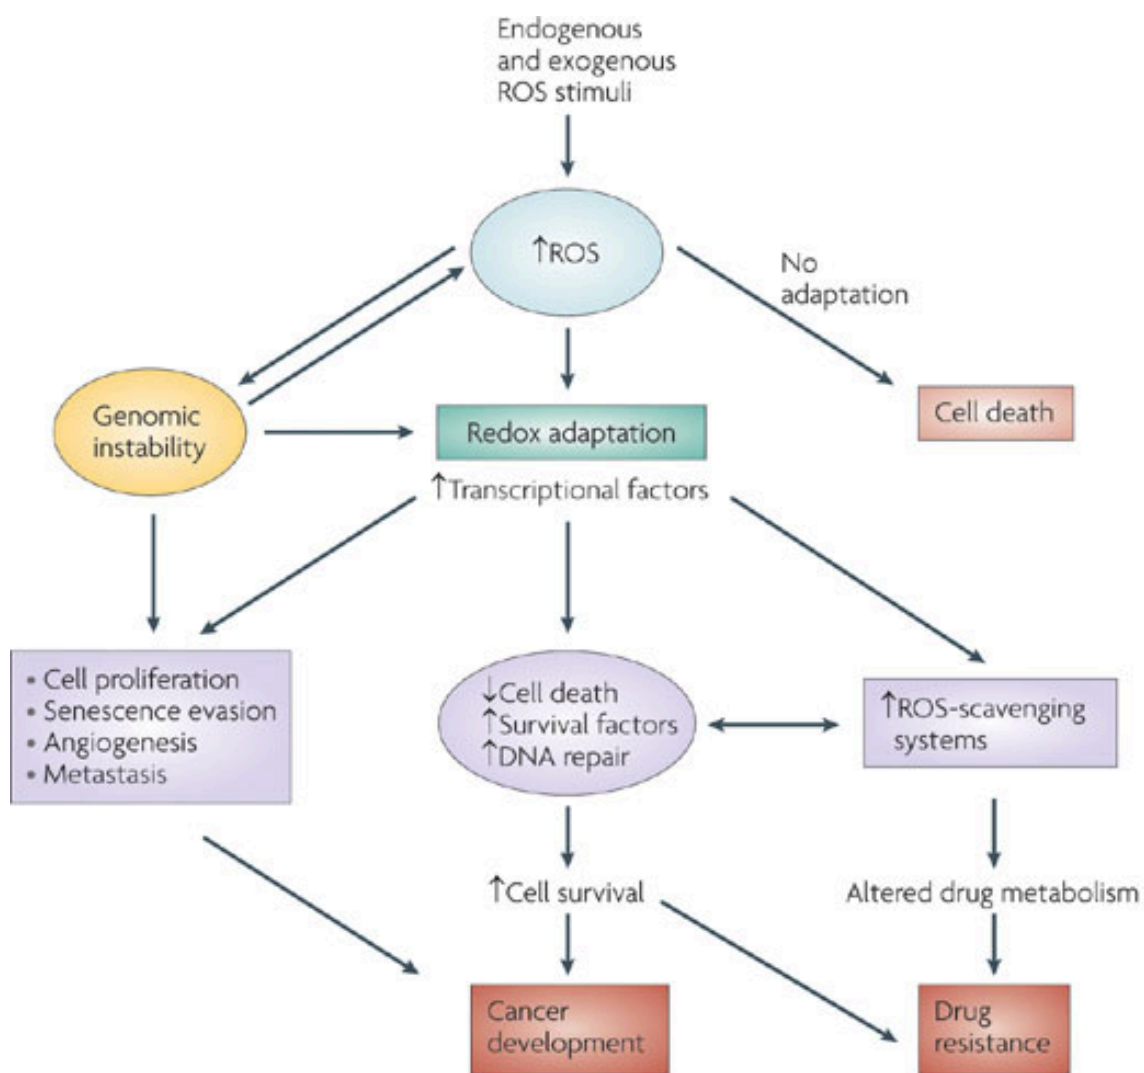 Endogenous
and exogenous
ROS stimuli
↑ROS
No
adaptation
Genomic
instability
Redox adaptation
Cell death
↑Transcriptional factors
• Cell proliferation
• Senescence evasion
• Angiogenesis
• Metastasis
↓Cell death
↑Survival factors
↑DNA repair
↑ROS-scavenging
systems
↑Cell survival
Altered drug metabolism
Cancer
development
Drug
resistance